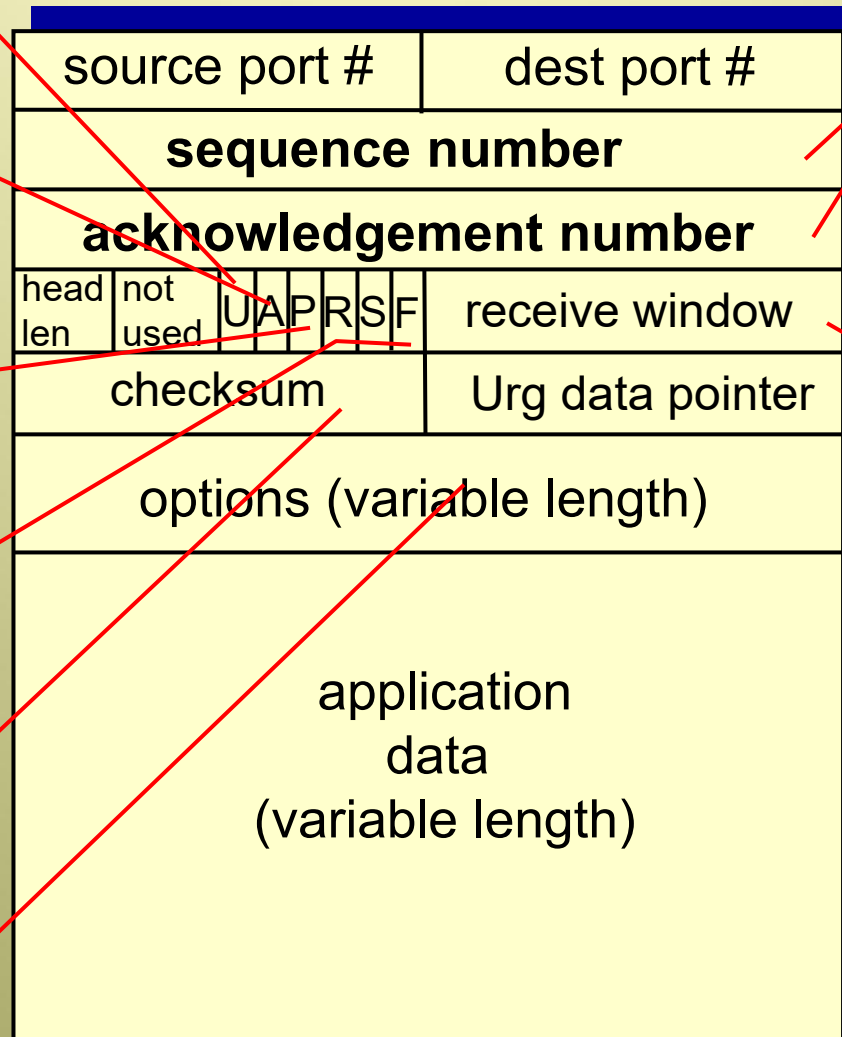 source port # dest port #
sequence number
acknowledgement number
head not U A P R S F receive window
len used
checksum Urg data pointer
options (variable length)
application
data
(variable length)